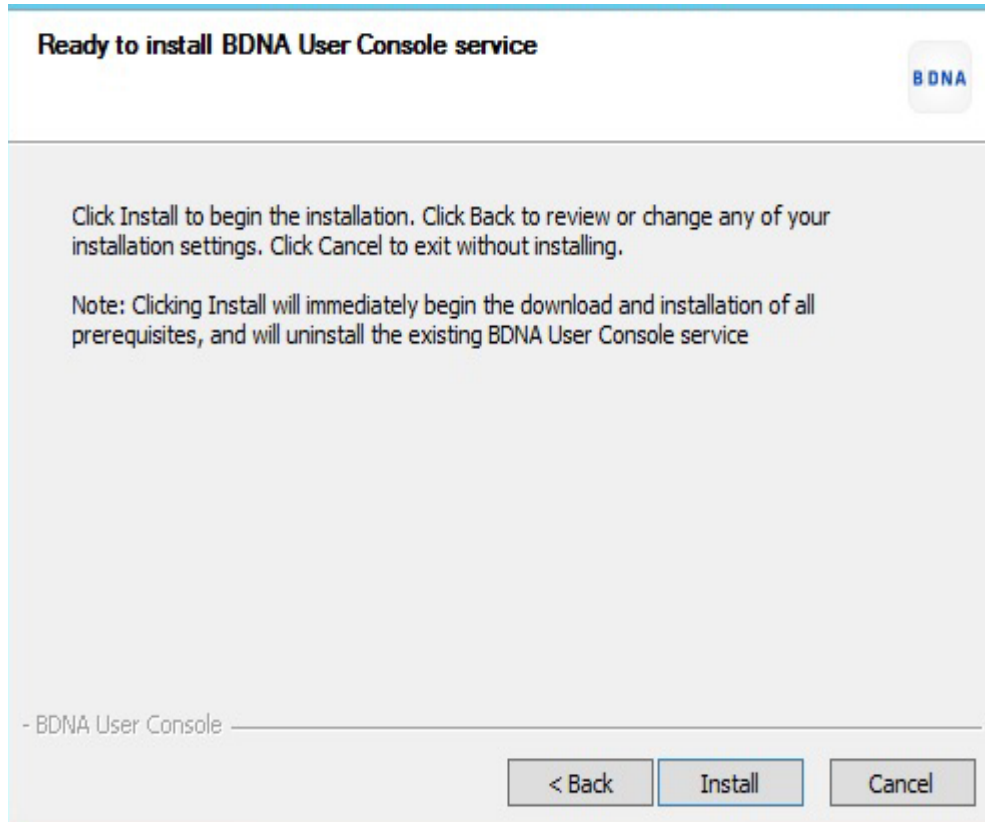 Ready to install BDNA User Console service
BDNA
Click Install to begin the installation. Click Back to review or change any of your
installation settings. Click Cancel to exit without installing.
Note: Clicking Install will immediately begin the download and installation of all
prerequisites, and will uninstall the existing BDNA User Console service
- BDNA User Console
< Back
Install
Cancel